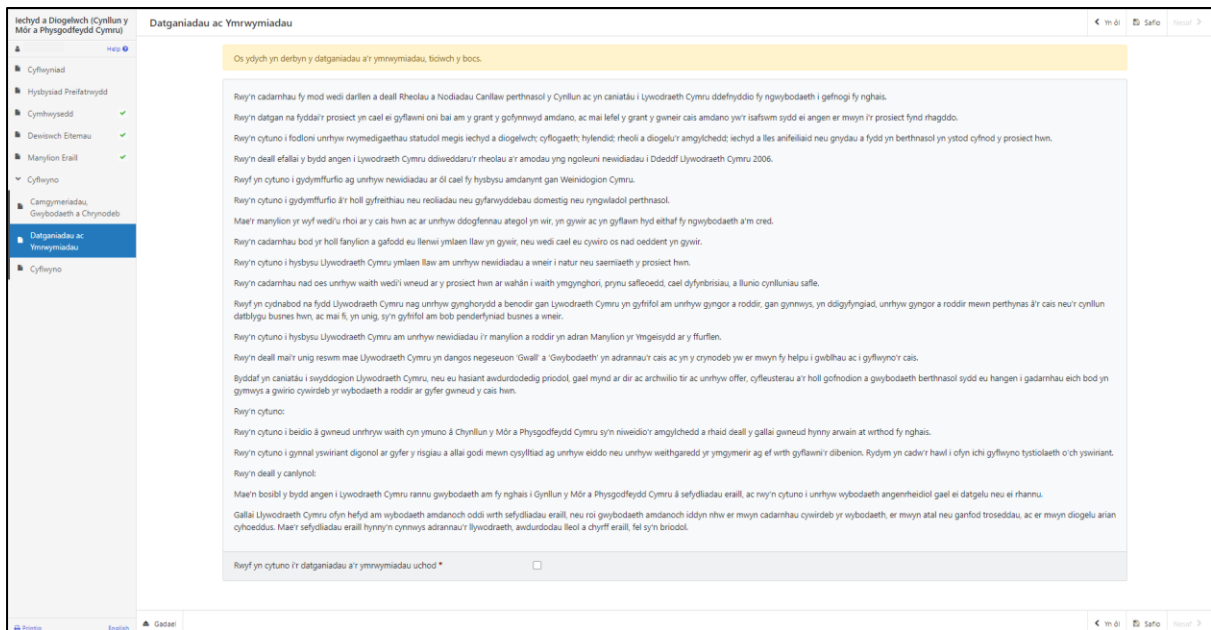 Iechyd a Diogelwch (Cynllun y
Môr a Physgodfeydd Cymru)
Help
Cyflwyniad
Hysbysiad Preifatrwydd
Cymhwysedd
Dewiswch Eitemau
Manylion Eraill
Cyflwyno
Camgymeriadau,
Gwybodaeth a Chrynodeb
Datganiadau ac
Ymrwymiadau
Cyflwyno
Printio English
Datganiadau ac Ymrwymiadau
Yn ôl Safio Nesaf
Os ydych yn derbyn y datganiadau a'r ymrwymiadau, ticiwch y bocs.
Rwy'n cadarnhau fy mod wedi darllen a deall Rheolau a Nodiadau Canllaw perthnasol y Cynllun ac yn caniatáu i Lywodraeth Cymru ddefnyddio fy ngwybodaeth i gefnogi fy nghais.
Rwy'n datgan na fyddai'r prosiect yn cael ei gyflawni oni bai am y grant y gofynnwyd amdano, ac mai lefel y grant y gwneir cais amdano yw'r isafswm sydd ei angen er mwyn i'r prosiect fynd rhagddo.
Rwy'n cytuno i fodloni unrhyw rwymedigaethau statudol megis iechyd a diogelwch; cyflogaeth; hylendid; rheoli a diogelu'r amgylchedd; iechyd a lles anifeiliaid neu gnydau a fydd yn berthnasol yn ystod cyfnod y prosiect hwn.
Rwy'n deall efallai y bydd angen i Lywodraeth Cymru ddiweddaru'r rheolau a'r amodau yng ngoleuni newidiadau i Ddeddf Llywodraeth Cymru 2006.
Rwyf yn cytuno i gydymffurfio ag unrhyw newidiadau ar ôl cael fy hysbysu amdanynt gan Weinidogion Cymru.
Rwy'n cytuno i gydymffurfio â'r holl gyfreithiau neu reoliadau neu gyfarwyddebau domestig neu ryngwladol perthnasol.
Mae'r manylion yr wyf wedi'u rhoi ar y cais hwn ac ar unrhyw ddogfennau ategol yn wir, yn gywir ac yn gyflawn hyd eithaf fy ngwybodaeth a'm cred.
Rwy'n cadarnhau bod yr holl fanylion a gafodd eu llenwi ymlaen llaw yn gywir, neu wedi cael eu cywiro os nad oeddent yn gywir.
Rwy'n cytuno i hysbysu Llywodraeth Cymru ymlaen llaw am unrhyw newidiadau a wneir i natur neu saernïaeth y prosiect hwn.
Rwy'n cadarnhau nad oes unrhyw waith wedi'i wneud ar y prosiect hwn ar wahân i waith ymgynghori, prynu safleoedd, cael dyfynbrisiau, a llunio cynlluniau safle.
Rwyf yn cydnabod na fydd Llywodraeth Cymru nag unrhyw gynghorydd a benodir gan Lywodraeth Cymru yn gyfrifol am unrhyw gyngor a roddir, gan gynnwys, yn ddigyfyngiad, unrhyw gyngor a roddir mewn perthynas â'r cais neu'r cynllun
datblygu busnes hwn, ac mai fi, yn unig, sy'n gyfrifol am bob penderfyniad busnes a wneir.
Rwy'n cytuno i hysbysu Llywodraeth Cymru am unrhyw newidiadau i'r manylion a roddir yn adran Manylion yr Ymgeisydd ar y ffurflen.
Rwy'n deall mai'r unig reswm mae Llywodraeth Cymru yn dangos negeseuon 'Gwall' a 'Gwybodaeth' yn adrannau'r cais ac yn y crynodeb yw er mwyn fy helpu i gwblhau ac i gyflwyno'r cais.
Byddaf yn caniatáu i swyddogion Llywodraeth Cymru, neu eu hasiant awdurdodedig priodol, gael mynd ar dir ac archwilio tir ac unrhyw offer, cyfleusterau a'r holl gofnodion a gwybodaeth berthnasol sydd eu hangen i gadarnhau eich bod yn
gymwys a gwirio cywirdeb yr wybodaeth a roddir ar gyfer gwneud y cais hwn.
Rwy'n cytuno:
Rwy'n cytuno i beidio â gwneud unrhryw waith cyn ymuno â Chynllun y Môr a Physgodfeydd Cymru sy'n niweidio'r amgylchedd a rhaid deall y gallai gwneud hynny arwain at wrthod fy nghais.
Rwy'n cytuno i gynnal yswiriant digonol ar gyfer y risgiau a allai godi mewn cysylltiad ag unrhyw eiddo neu unrhyw weithgaredd yr ymgymerir ag ef wrth gyflawni'r dibenion. Rydym yn cadw'r hawl i ofyn ichi gyflwyno tystiolaeth o'ch yswiriant.
Rwy'n deall y canlynol:
Mae'n bosibl y bydd angen i Lywodraeth Cymru rannu gwybodaeth am fy nghais i Gynllun y Môr a Physgodfeydd Cymru â sefydliadau eraill, ac rwy'n cytuno i unrhyw wybodaeth angenrheidiol gael ei datgelu neu ei rhannu.
Gallai Llywodraeth Cymru ofyn hefyd am wybodaeth amdanoch oddi wrth sefydliadau eraill, neu roi gwybodaeth amdanoch iddyn nhw er mwyn cadarnhau cywirdeb yr wybodaeth, er mwyn atal neu ganfod troseddau, ac er mwyn diogelu arian
cyhoeddus. Mae'r sefydliadau eraill hynny'n cynnwys adrannau'r llywodraeth, awdurdodau lleol a chyrff eraill, fel sy'n briodol.
Rwyf yn cytuno i'r datganiadau a'r ymrwymiadau uchod *
Gadael
Yn ôl Safio Nesaf